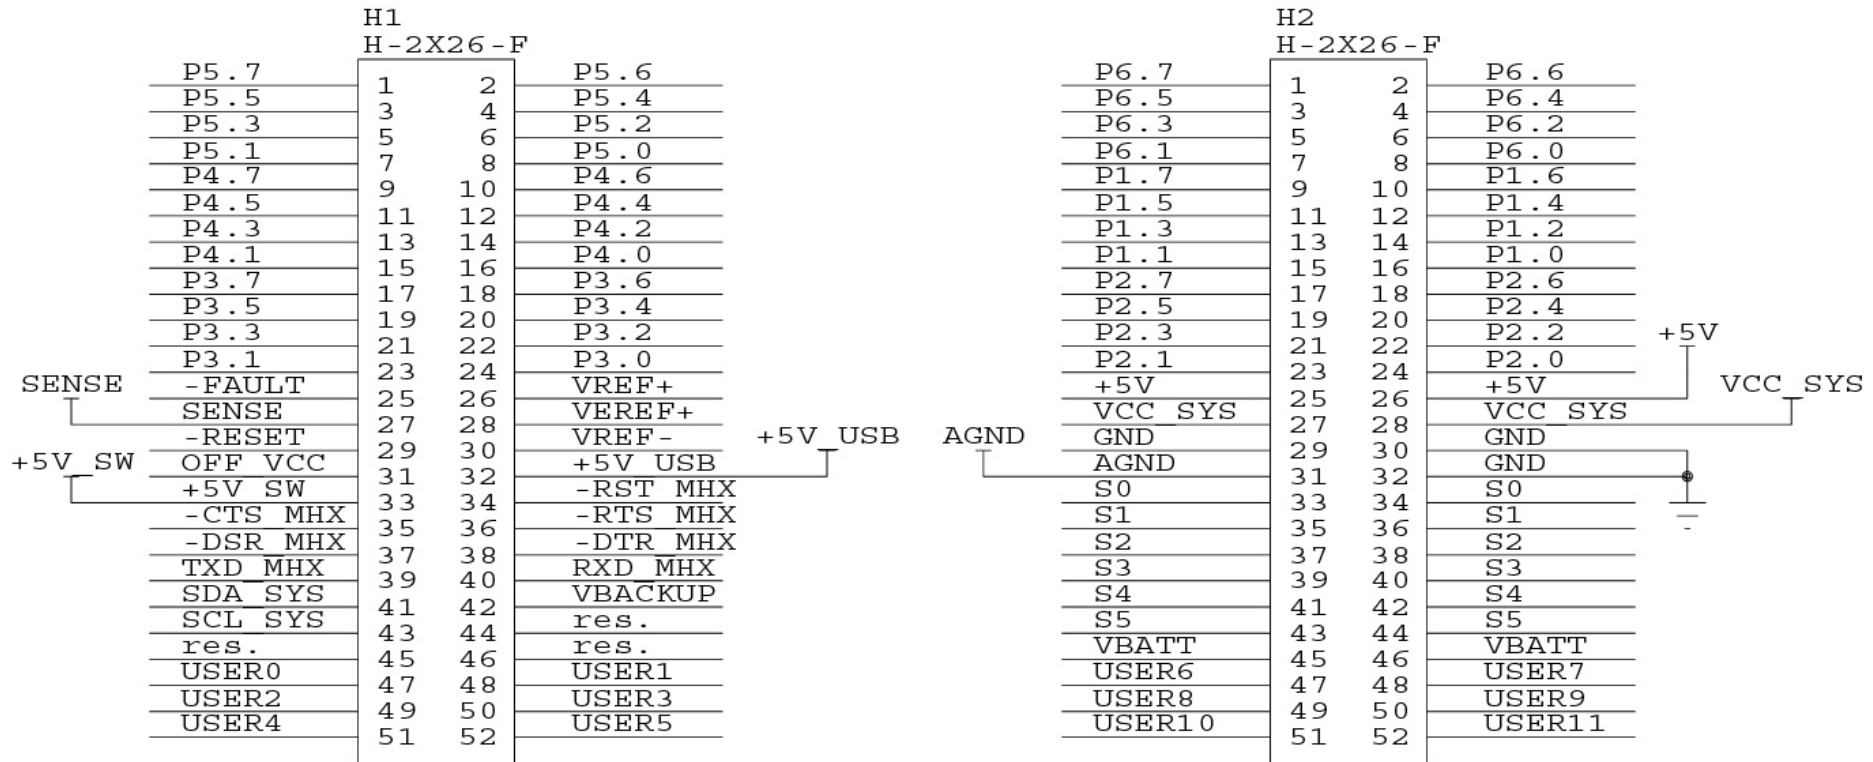 H1 H2
H-2X26-F H-2X26-F
P5.7 1 2 P5.6 P6.7 1 2 P6.6
P5.5 3 4 P5.4 P6.5 3 4 P6.4
P5.3 5 6 P5.2 P6.3 5 6 P6.2
P5.1 7 8 P5.0 P6.1 7 8 P6.0
P4.7 9 10 P4.6 P1.7 9 10 P1.6
P4.5 11 12 P4.4 P1.5 11 12 P1.4
P4.3 13 14 P4.2 P1.3 13 14 P1.2
P4.1 15 16 P4.0 P1.1 15 16 P1.0
P3.7 17 18 P3.6 P2.7 17 18 P2.6
P3.5 19 20 P3.4 P2.5 19 20 P2.4
P3.3 21 22 P3.2 P2.3 21 22 P2.2 +5V
P3.1 23 24 P3.0 P2.1 23 24 P2.0
SENSE -FAULT 25 26 VREF+ +5V 25 26 +5V VCC_SYS
SENSE 27 28 VEREF+ VCC_SYS 27 28 VCC_SYS
-RESET 29 30 VREF- +5V_USB AGND GND 29 30 GND
+5V_SW OFF_VCC 31 32 +5V_USB AGND 31 32 GND
+5V_SW 33 34 -RST_MHX S0 33 34 S0
-CTS_MHX 35 36 -RTS_MHX S1 35 36 S1
-DSR_MHX 37 38 -DTR_MHX S2 37 38 S2
TXD_MHX 39 40 RXD_MHX S3 39 40 S3
SDA_SYS 41 42 VBACKUP S4 41 42 S4
SCL_SYS 43 44 res. S5 43 44 S5
res. 45 46 res. VBATT 45 46 VBATT
USER0 47 48 USER1 USER6 47 48 USER7
USER2 49 50 USER3 USER8 49 50 USER9
USER4 51 52 USER5 USER10 51 52 USER11